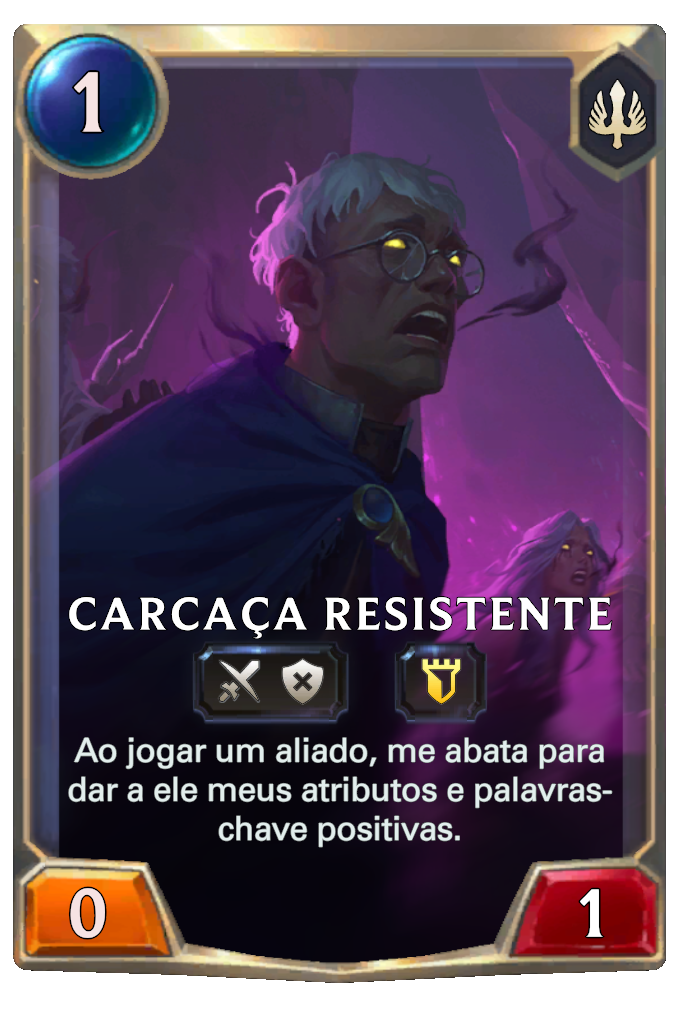 1
CARCAÇA RESISTENTE
Ao jogar um aliado, me abata para
dar a ele meus atributos e palavras-
chave positivas.
0
1